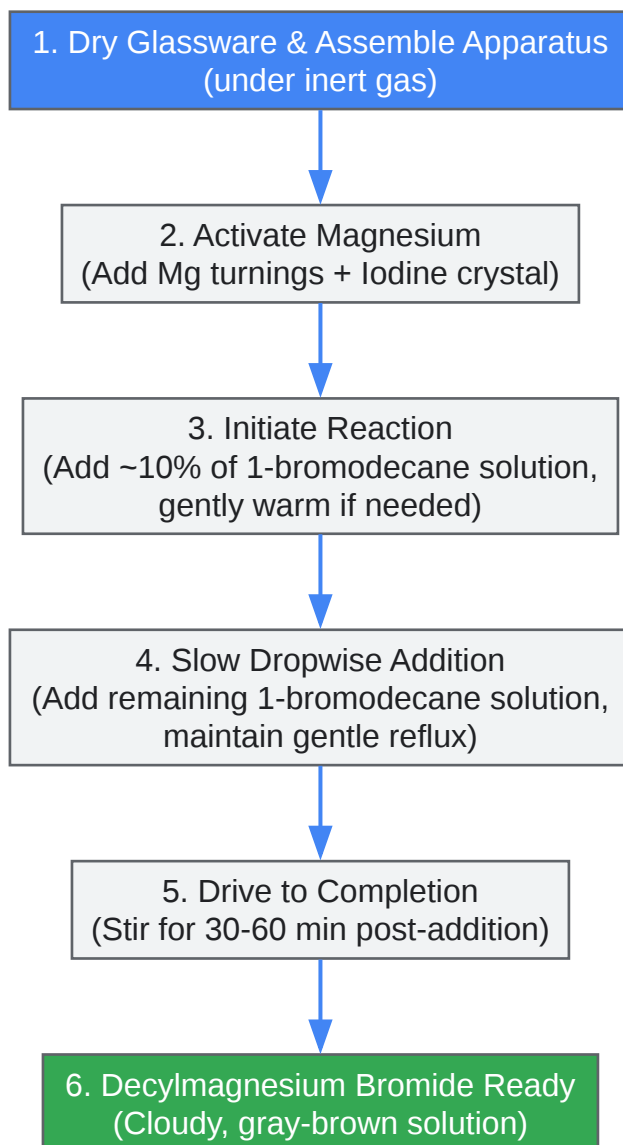 1. Dry Glassware & Assemble Apparatus
(under inert gas)
2. Activate Magnesium
(Add Mg turnings + Iodine crystal)
3. Initiate Reaction
(Add ~10% of 1-bromodecane solution,
gently warm if needed)
4. Slow Dropwise Addition
(Add remaining 1-bromodecane solution,
maintain gentle reflux)
5. Drive to Completion
(Stir for 30-60 min post-addition)
6. Decylmagnesium Bromide Ready
(Cloudy, gray-brown solution)